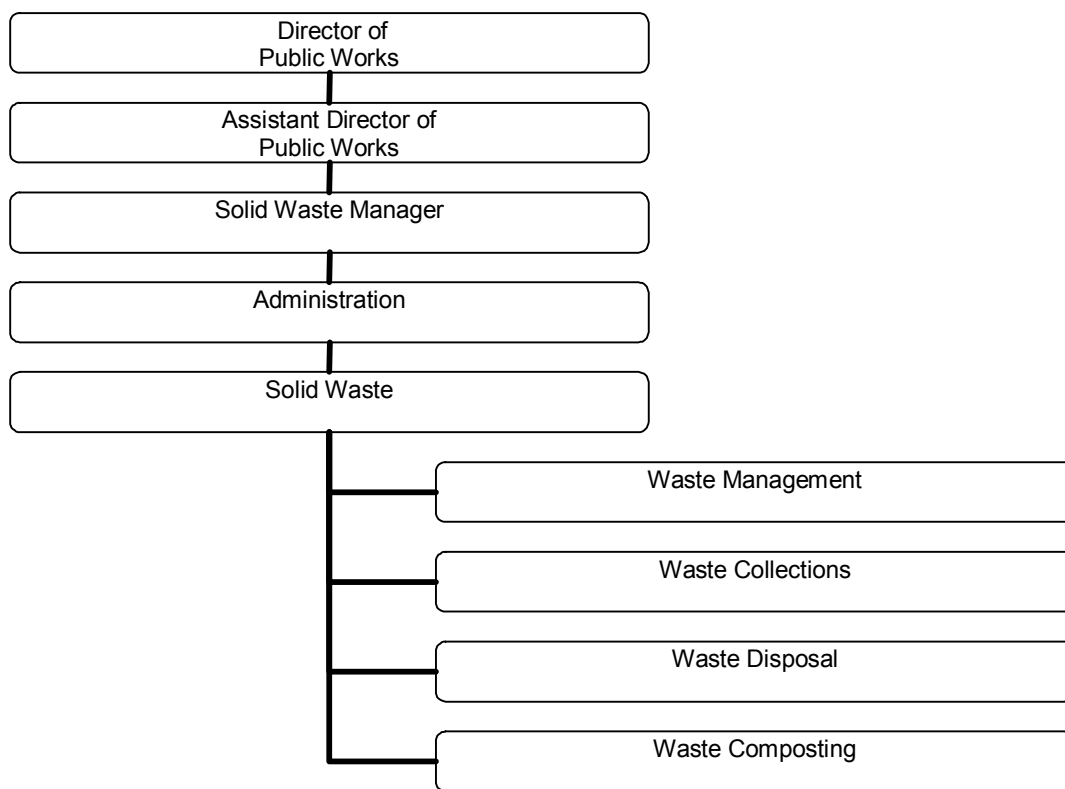 Director of
Public Works
Assistant Director of
Public Works
Solid Waste Manager
Administration
Solid Waste
Waste Management
Waste Collections
Waste Disposal
Waste Composting